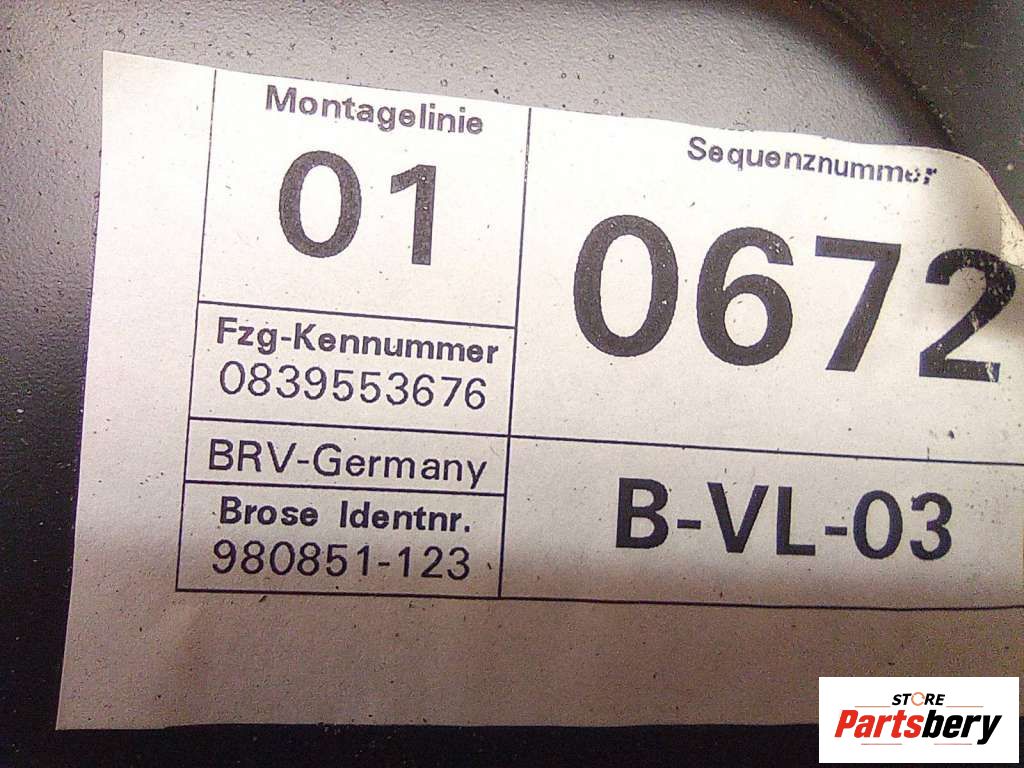 Montagelinie
01
Sequenznummer
0672
Fzg-Kennummer
0839553676
BRV-Germany
Brose Identnr.
980851-123
B-VL-03
STORE
Partsbery